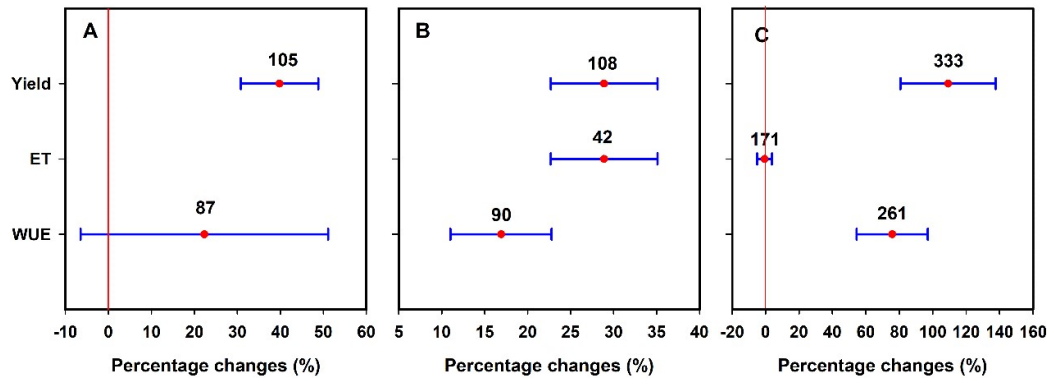 A
B
C
Yield
105
108
333
ET
42
171
WUE
87
90
261
-10 0 10 20 30 40 50 60
5 10 15 20 25 30 35 40
-20 0 20 40 60 80 100 120 140 160
Percentage changes (%)
Percentage changes (%)
Percentage changes (%)